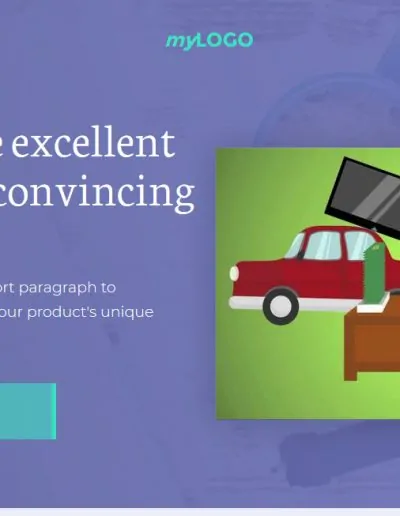 myLOGO
e excellent
convincing
ort paragraph to
our product's unique